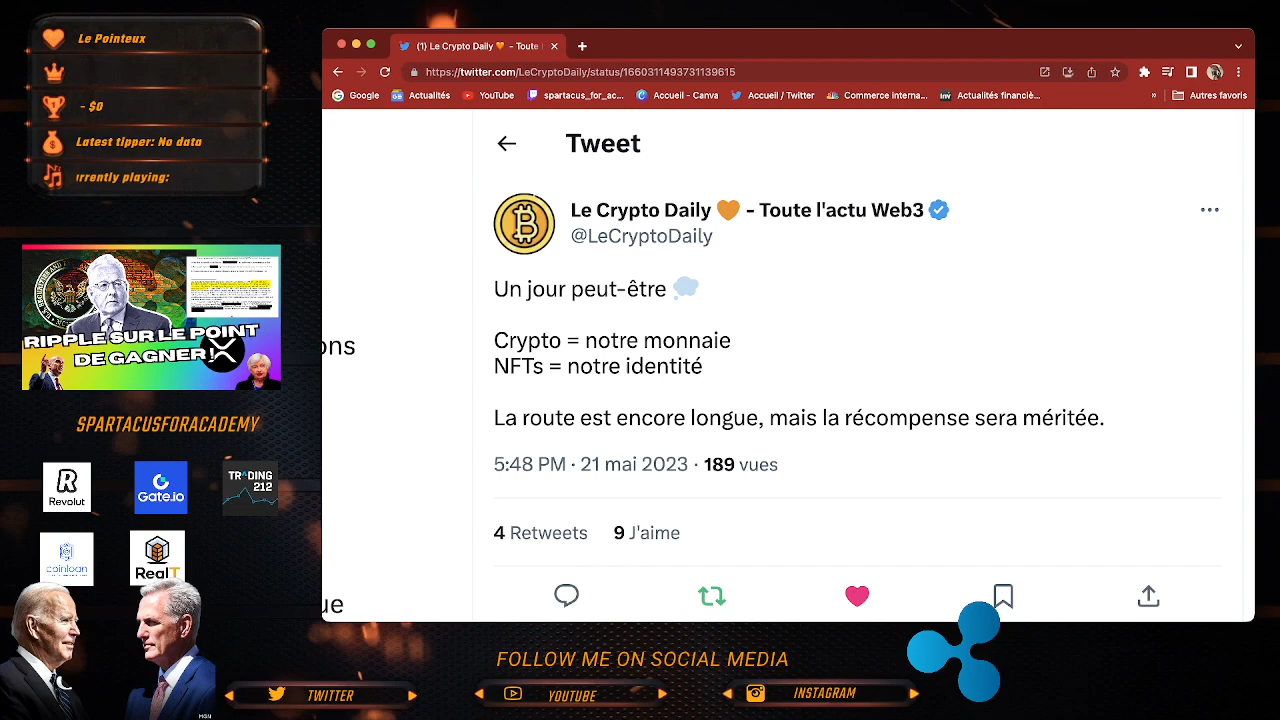 Le Pointeux
- $0
Latest tipper: No data
urrently playing:
RIPPLE SUR LE POINT
DE GAGNER !
SPARTACUSFORACADEMY
Revolut
Gate.io
TRADING
212
coinloan
RealT
MGN
(1) Le Crypto Daily 🧡 - Toute
https://twitter.com/LeCryptoDaily/status/1660311493731139615
Google
Actualités
YouTube
spartacus_for_ac...
Accueil - Canva
Accueil / Twitter
Commerce interna...
Actualités financiè...
»
Autres favoris
ons
ue
Tweet
Le Crypto Daily 🧡 - Toute l'actu Web3
@LeCryptoDaily
Un jour peut-être 💭
Crypto = notre monnaie
NFTs = notre identité
La route est encore longue, mais la récompense sera méritée.
5:48 PM · 21 mai 2023 · 189 vues
4 Retweets 9 J'aime
FOLLOW ME ON SOCIAL MEDIA
TWITTER
YOUTUBE
INSTAGRAM